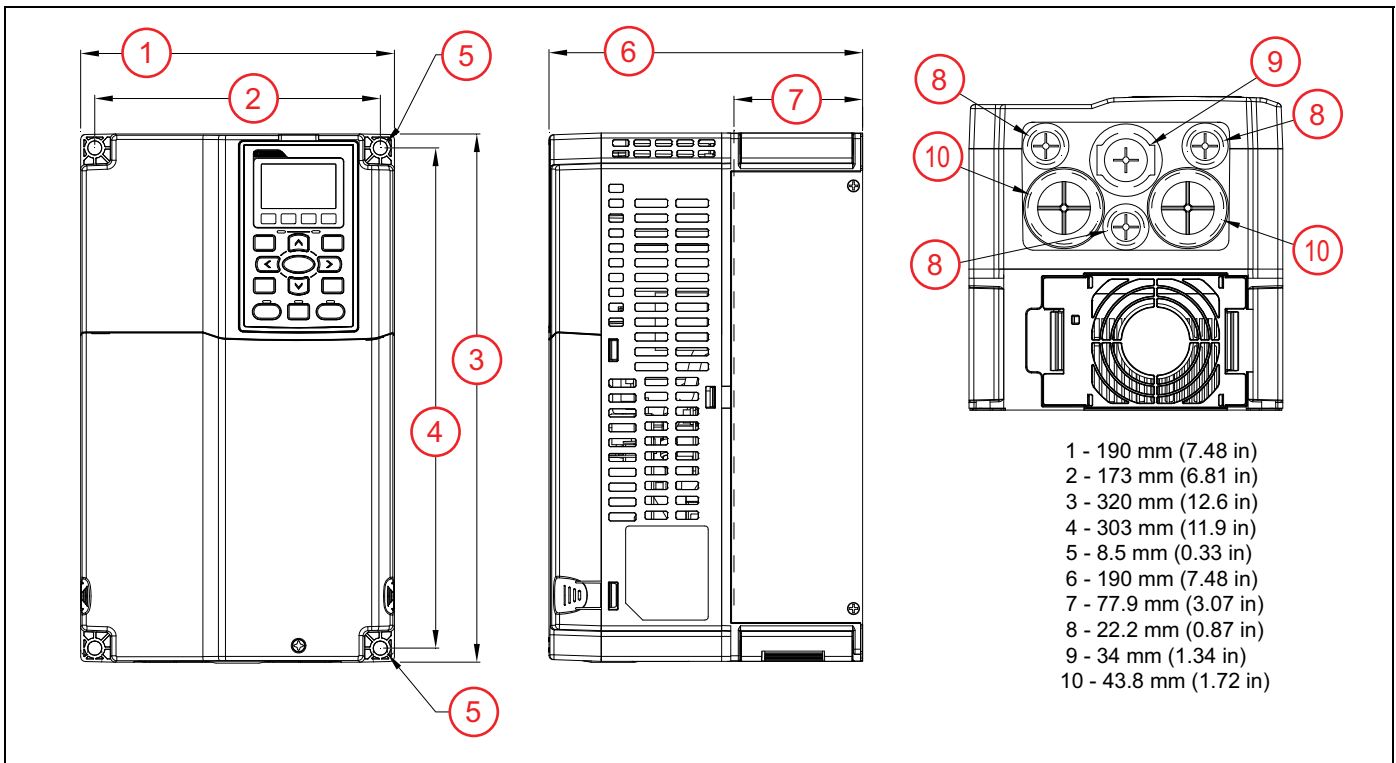 1
5
6
9
8
2
7
8
10
3
10
8
4
5
1 - 190 mm (7.48 in)
2 - 173 mm (6.81 in)
3 - 320 mm (12.6 in)
4 - 303 mm (11.9 in)
5 - 8.5 mm (0.33 in)
6 - 190 mm (7.48 in)
7 - 77.9 mm (3.07 in)
8 - 22.2 mm (0.87 in)
9 - 34 mm (1.34 in)
10 - 43.8 mm (1.72 in)